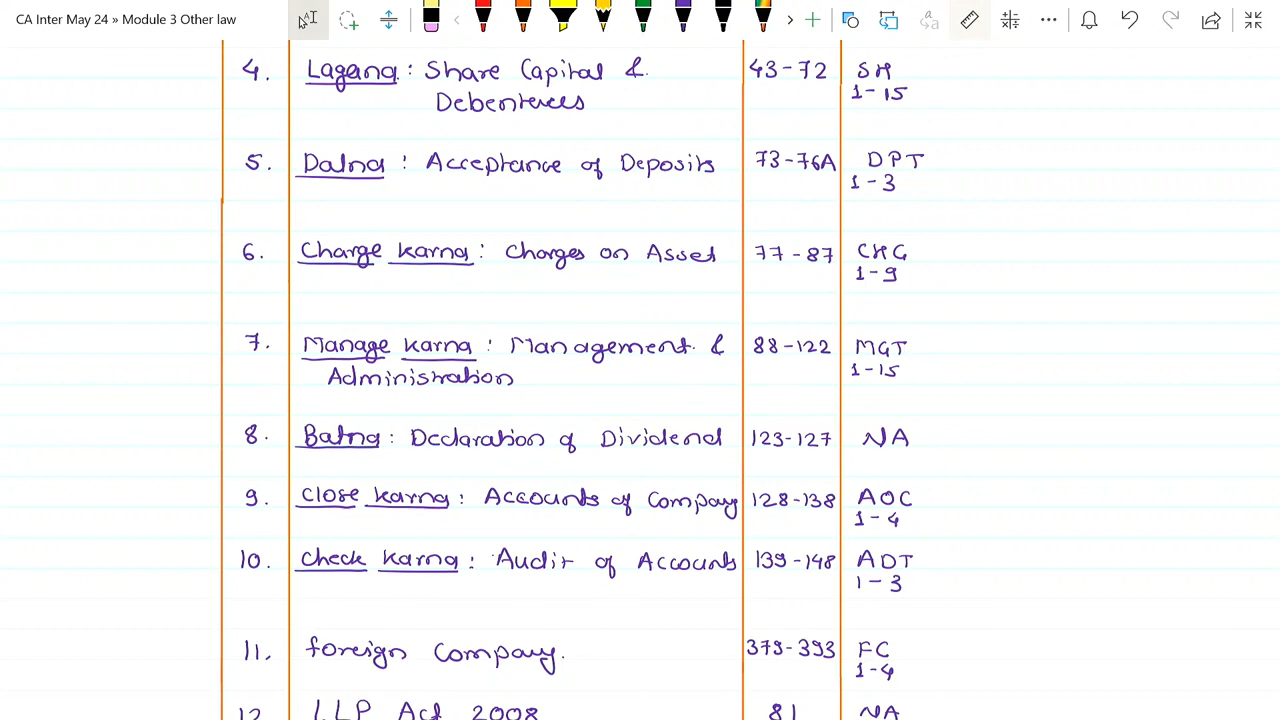 CA Inter May 24 » Module 3 Other law
4. Lagana : Share Capital & 43-72 SH
Debentures 1-15
5. Dalna : Acceptance of Deposits 73-76A DPT
1-3
6. Charge Karna : Charges on Asset 77-87 CHG
1-9
7. Manage Karna : Management & 88-122 MGT
Administration 1-15
8. Batna : Declaration of Dividend 123-127 NA
9. Close Karna : Accounts of Company 128-138 AOC
1-4
10. Check Karna : Audit of Accounts 139-148 ADT
1-3
11. foreign Company. 379-393 FC
1-4
12 LLP Act 2008 81 NA